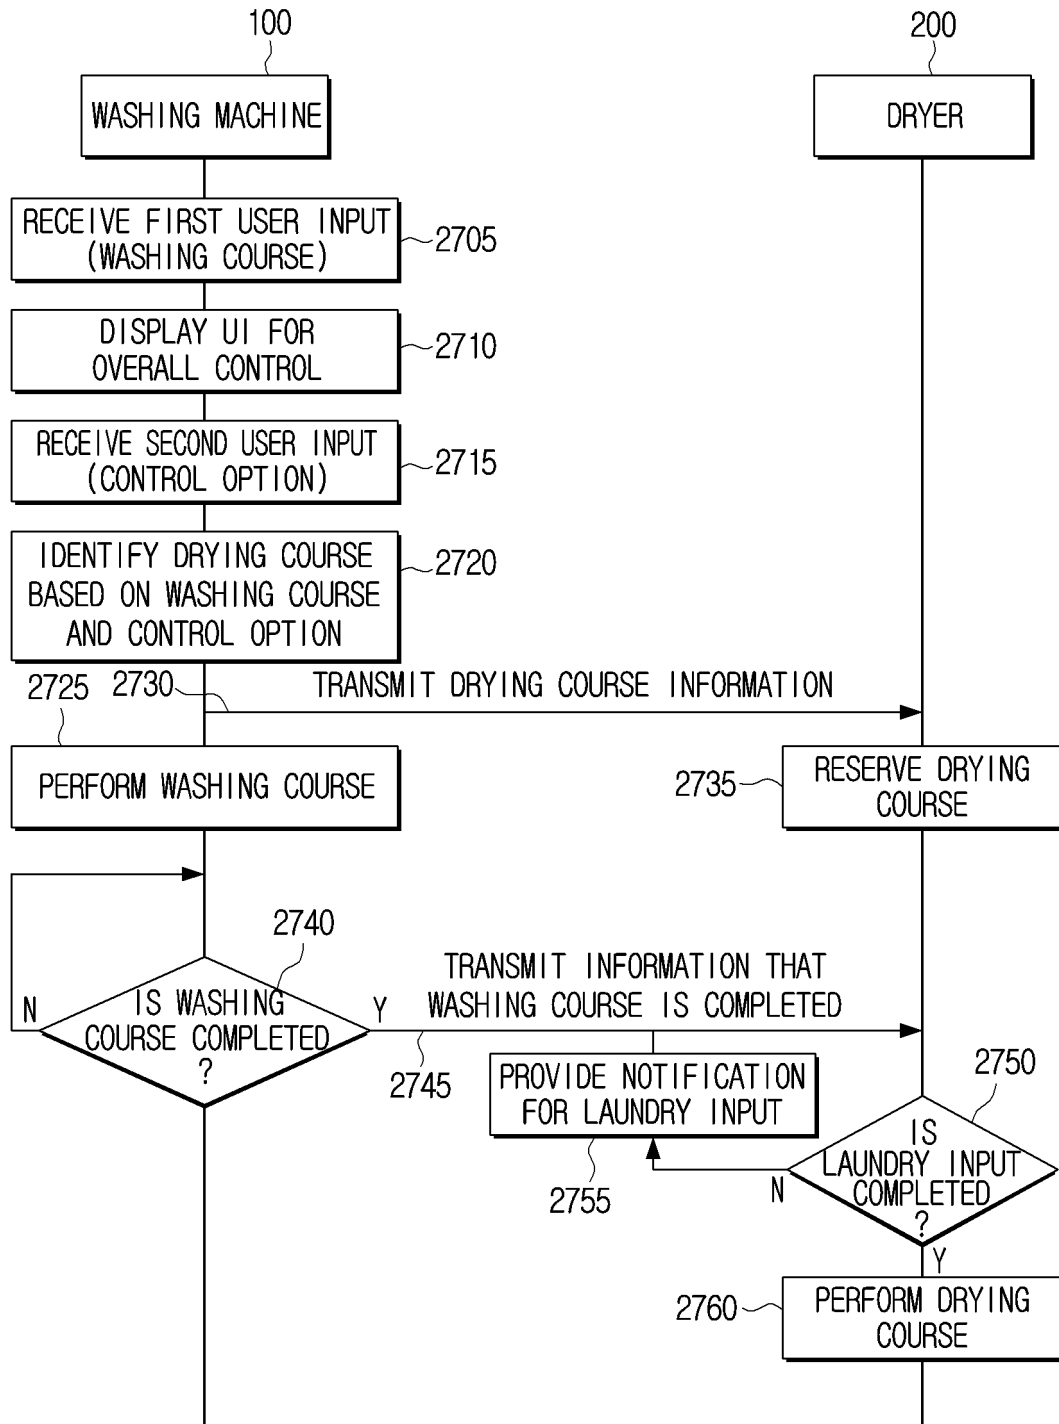 100
200
WASHING MACHINE
DRYER
RECEIVE FIRST USER INPUT
(WASHING COURSE)
2705
DISPLAY UI FOR
OVERALL CONTROL
2710
RECEIVE SECOND USER INPUT
(CONTROL OPTION)
2715
IDENTIFY DRYING COURSE
BASED ON WASHING COURSE
AND CONTROL OPTION
2720
2725
2730
TRANSMIT DRYING COURSE INFORMATION
PERFORM WASHING COURSE
2735
RESERVE DRYING
COURSE
2740
N
IS WASHING
COURSE COMPLETED
?
Y
TRANSMIT INFORMATION THAT
WASHING COURSE IS COMPLETED
2745
PROVIDE NOTIFICATION
FOR LAUNDRY INPUT
2755
2750
N
IS
LAUNDRY INPUT
COMPLETED
?
Y
2760
PERFORM DRYING
COURSE